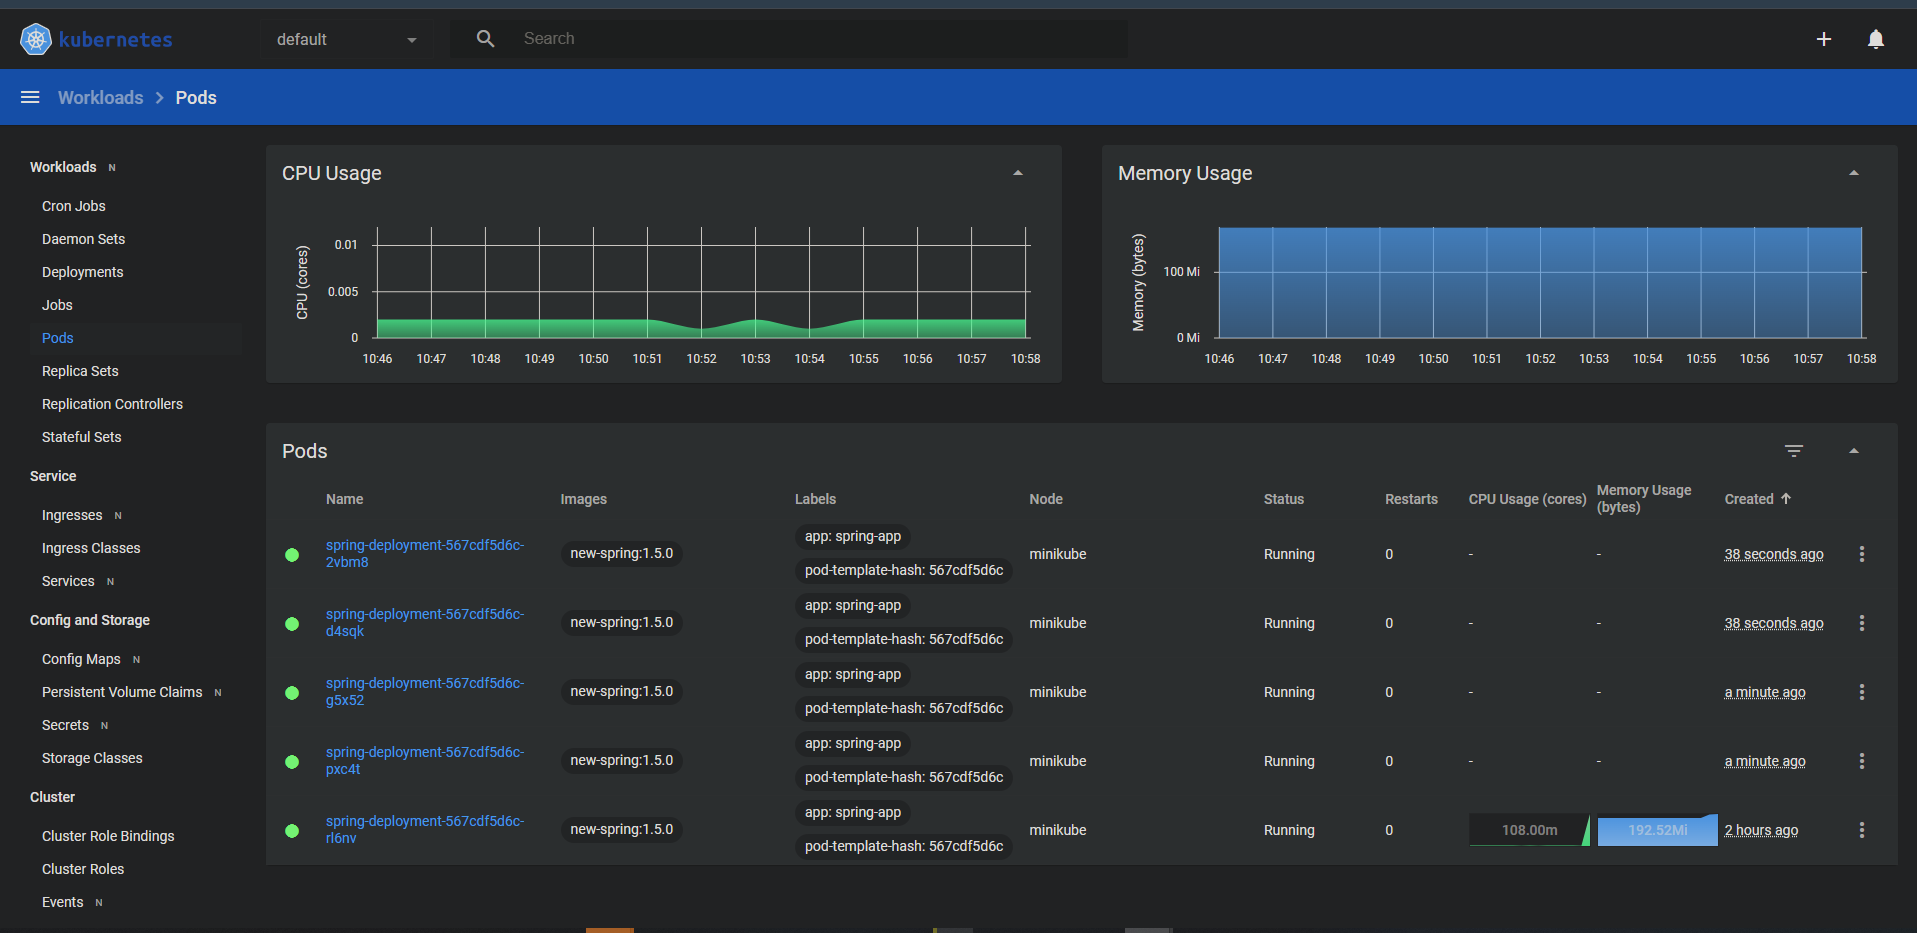 kubernetes
default
Search
Workloads > Pods
Workloads N
Cron Jobs
Daemon Sets
Deployments
Jobs
Pods
Replica Sets
Replication Controllers
Stateful Sets
Service
Ingresses N
Ingress Classes
Services N
Config and Storage
Config Maps N
Persistent Volume Claims N
Secrets N
Storage Classes
Cluster
Cluster Role Bindings
Cluster Roles
Events N
CPU Usage
CPU (cores)
0.01
0.005
0
10:46 10:47 10:48 10:49 10:50 10:51 10:52 10:53 10:54 10:55 10:56 10:57 10:58
Memory Usage
Memory (bytes)
100 Mi
0 Mi
10:46 10:47 10:48 10:49 10:50 10:51 10:52 10:53 10:54 10:55 10:56 10:57 10:58
Pods
Name Images Labels Node Status Restarts CPU Usage (cores) Memory Usage
(bytes) Created
spring-deployment-567cdf5d6c-
2vbm8
new-spring:1.5.0
app: spring-app
pod-template-hash: 567cdf5d6c
minikube Running 0 - - 38 seconds ago
spring-deployment-567cdf5d6c-
d4sqk
new-spring:1.5.0
app: spring-app
pod-template-hash: 567cdf5d6c
minikube Running 0 - - 38 seconds ago
spring-deployment-567cdf5d6c-
g5x52
new-spring:1.5.0
app: spring-app
pod-template-hash: 567cdf5d6c
minikube Running 0 - - a minute ago
spring-deployment-567cdf5d6c-
pxc4t
new-spring:1.5.0
app: spring-app
pod-template-hash: 567cdf5d6c
minikube Running 0 - - a minute ago
spring-deployment-567cdf5d6c-
rl6nv
new-spring:1.5.0
app: spring-app
pod-template-hash: 567cdf5d6c
minikube Running 0 108.00m 192.52Mi 2 hours ago